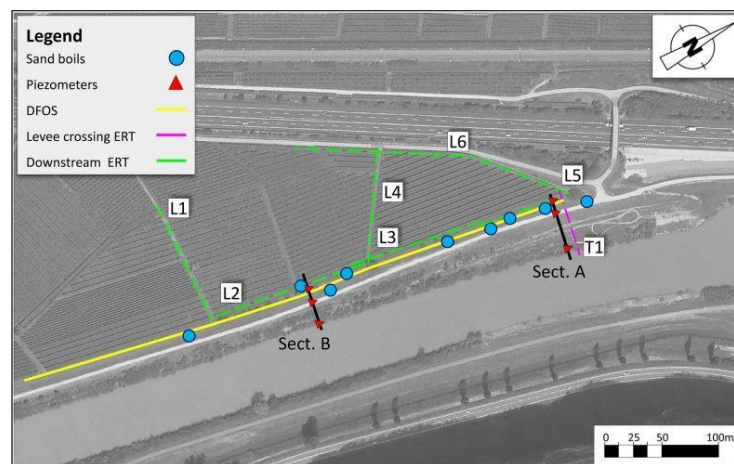 Legend
Sand boils
Piezometers
DFOS
Levee crossing ERT
Downstream ERT
N
L6
L5
L4
L1
L3
T1
Sect. A
L2
Sect. B
0 25 50 100m